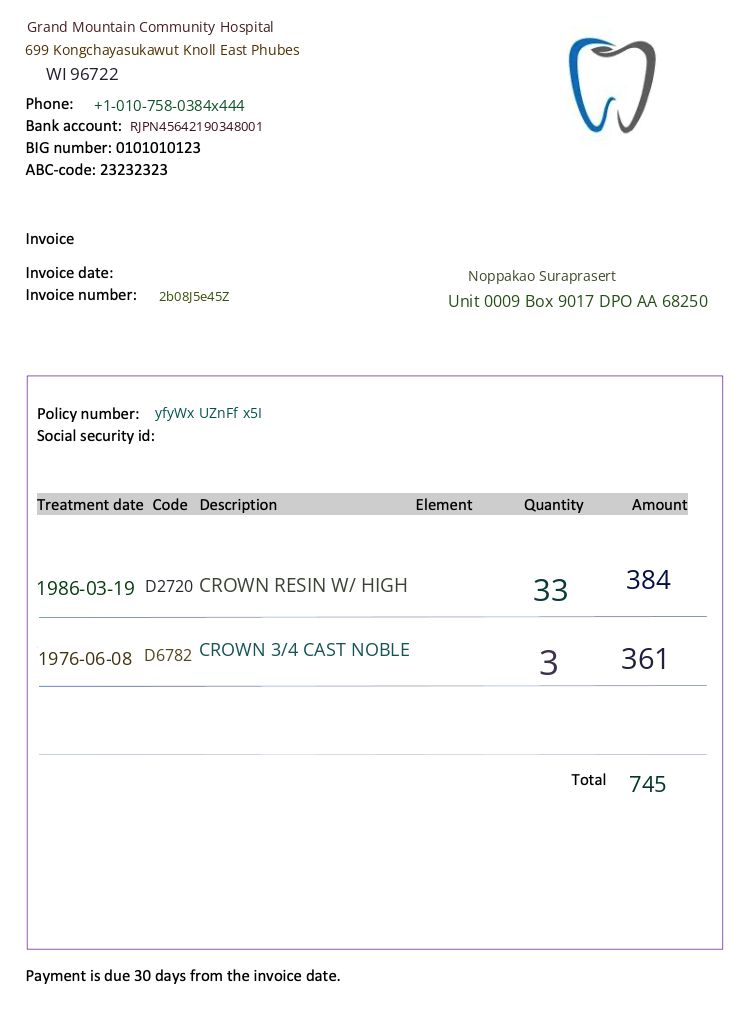 Grand Mountain Community Hospital
699 Kongchayasukawut Knoll East Phubes
WI 96722
Phone: +1-010-758-0384x444
Bank account: RJPN45642190348001
BIG number: 0101010123
ABC-code: 23232323
Invoice
Invoice date:
Noppakao Suraprasert
Invoice number: 2b08J5e45Z
Unit 0009 Box 9017 DPO AA 68250
Policy number: yfyWx UZnFf x5I
Social security id:
Treatment date Code Description Element Quantity Amount
1986-03-19 D2720 CROWN RESIN W/ HIGH 33 384
1976-06-08 D6782 CROWN 3/4 CAST NOBLE 3 361
Total 745
Payment is due 30 days from the invoice date.